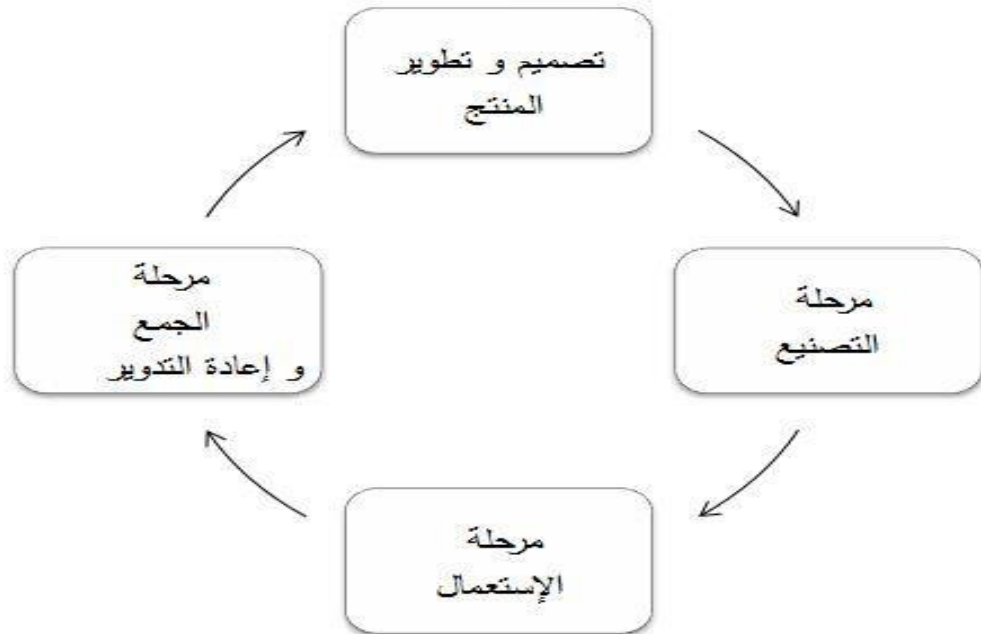 تصميم و تطوير
المنتج
مرحلة
التصنيع
مرحلة
الإستعمال
مرحلة
الجمع
و إعادة التدوير